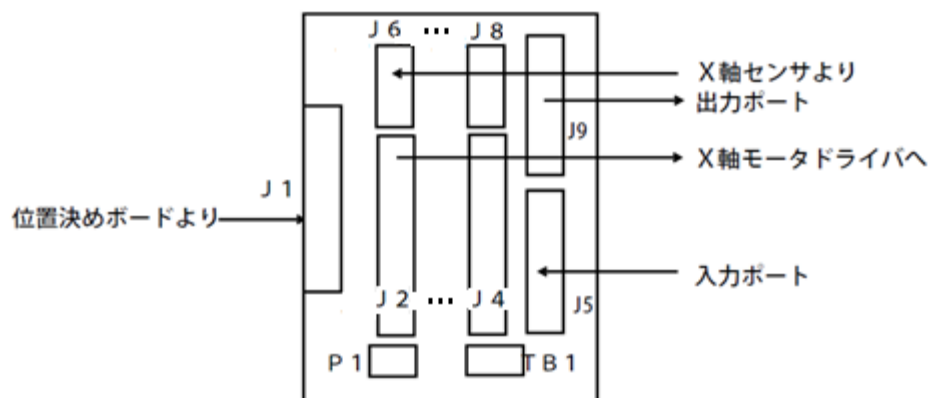 J6 … J8
X軸センサより
出力ポート
J9
X軸モータドライバへ
J1
位置決めボードより
入力ポート
J2 … J4
J5
P1
TB1